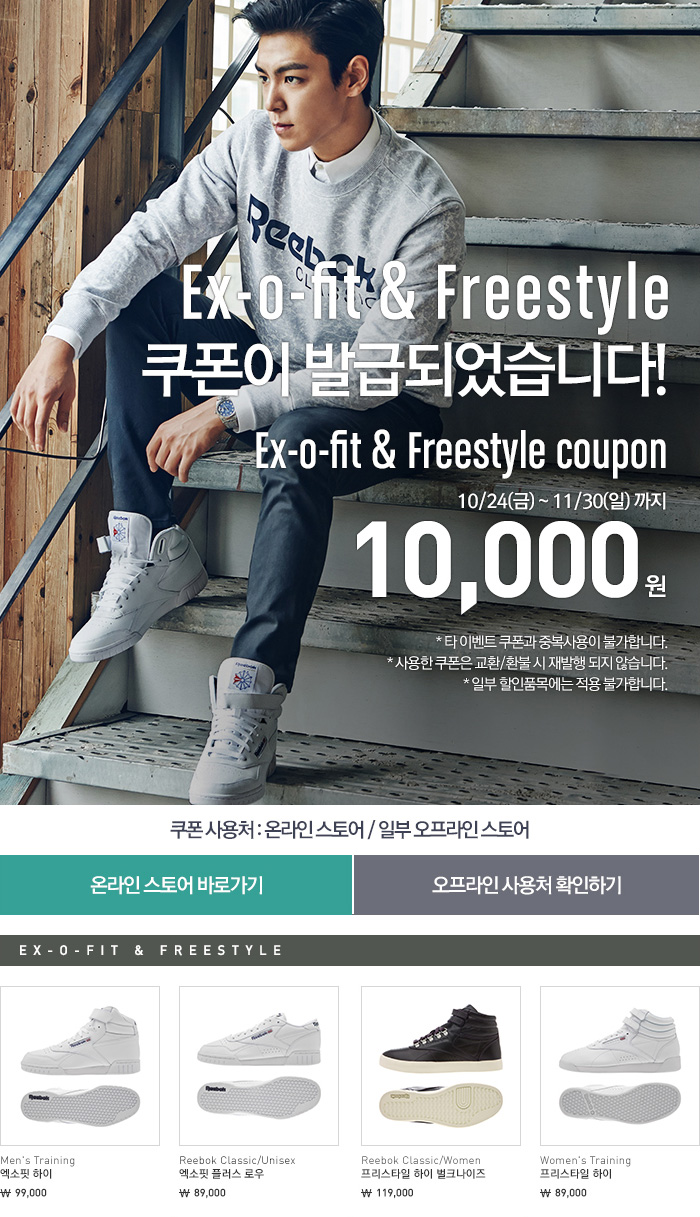 Reebok
CLASSIC
Ex-o-fit & Freestyle
쿠폰이 발급되었습니다!
Ex-o-fit & Freestyle coupon
10/24(금) ~ 11/30(일) 까지
10,000원
* 타 이벤트 쿠폰과 중복사용이 불가합니다.
* 사용한 쿠폰은 교환/환불 시 재발행 되지 않습니다.
* 일부 할인품목에는 적용 불가합니다.
쿠폰 사용처 : 온라인 스토어 / 일부 오프라인 스토어
온라인 스토어 바로가기
오프라인 사용처 확인하기
EX-O-FIT & FREESTYLE
Men's Training
엑소핏 하이
₩ 99,000
Reebok Classic/Unisex
엑소핏 플러스 로우
₩ 89,000
Reebok Classic/Women
프리스타일 하이 벌크나이즈
₩ 119,000
Women's Training
프리스타일 하이
₩ 89,000